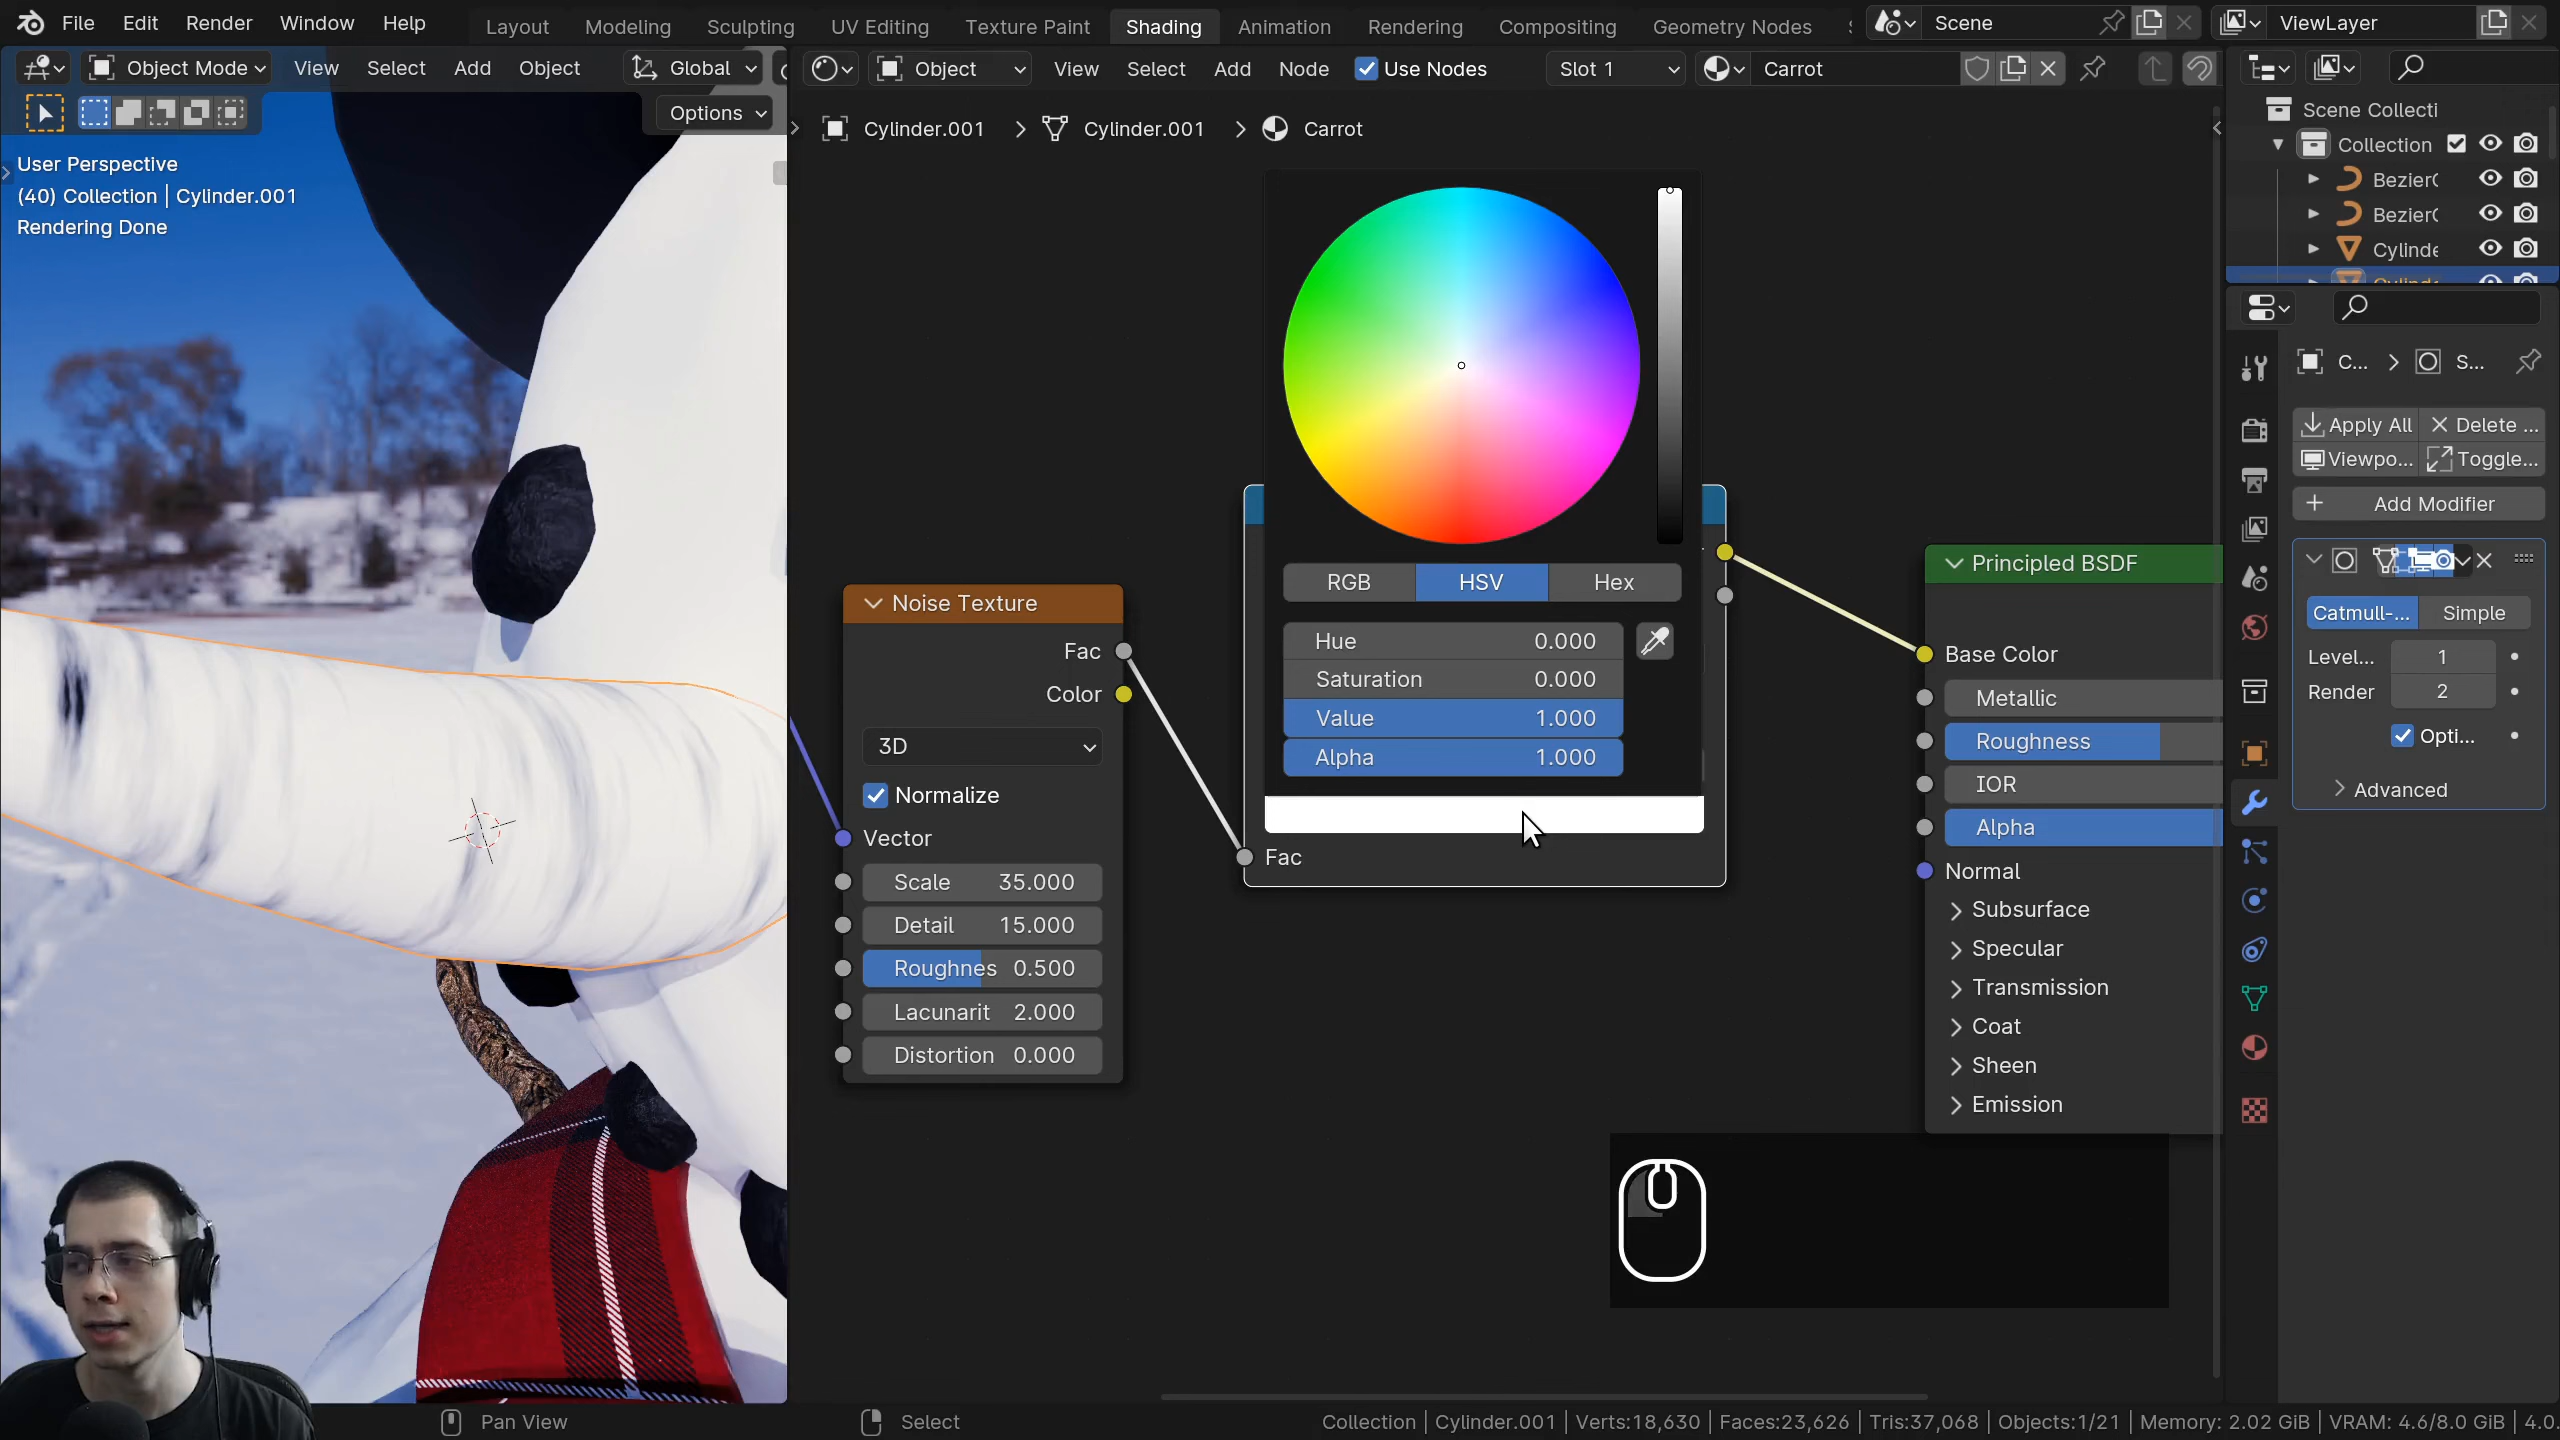 File Edit Render Window Help Layout Modeling Sculpting UV Editing Texture Paint Shading Animation Rendering Compositing Geometry Nodes Scene ViewLayer
Object Mode View Select Add Object Global Object View Select Add Node Use Nodes Slot 1 Carrot
Options
Cylinder.001 > Cylinder.001 > Carrot
User Perspective
(40) Collection | Cylinder.001
Rendering Done
Scene Collecti
Collection
Bezier
Bezier
Cylinde
C... > S...
Apply All Delete ...
Viewpo... Toggle...
Add Modifier
Catmull-... Simple
Level... 1
Render 2
Opti...
Advanced
RGB HSV Hex
Hue 0.000
Saturation 0.000
Value 1.000
Alpha 1.000
Fac
Noise Texture
Fac
Color
3D
Normalize
Vector
Scale 35.000
Detail 15.000
Roughnes 0.500
Lacunarit 2.000
Distortion 0.000
Principled BSDF
Base Color
Metallic
Roughness
IOR
Alpha
Normal
Subsurface
Specular
Transmission
Coat
Sheen
Emission
Pan View Select Collection | Cylinder.001 | Verts:18,630 | Faces:23,626 | Tris:37,068 | Objects:1/21 | Memory: 2.02 GiB | VRAM: 4.6/8.0 GiB | 4.0.